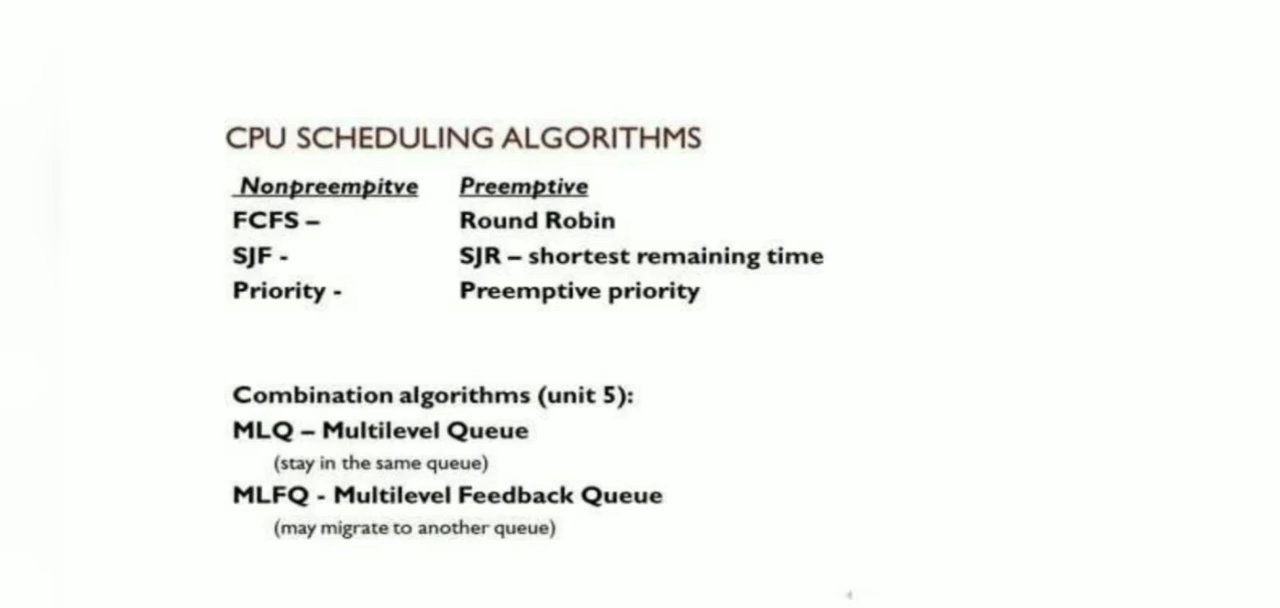 CPU SCHEDULING ALGORITHMS
Nonpreempitve Preemptive
FCFS – Round Robin
SJF - SJR – shortest remaining time
Priority - Preemptive priority
Combination algorithms (unit 5):
MLQ – Multilevel Queue
(stay in the same queue)
MLFQ - Multilevel Feedback Queue
(may migrate to another queue)